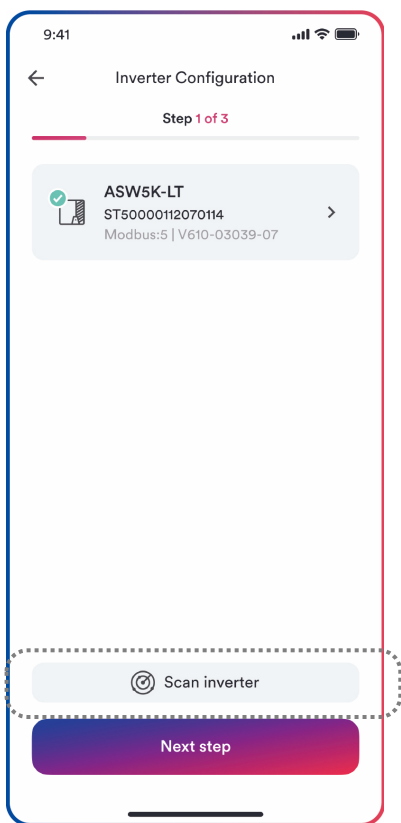 9:41
Inverter Configuration
Step 1 of 3
ASW5K-LT
ST50000112070114
Modbus:5 | V610-03039-07
Scan inverter
Next step